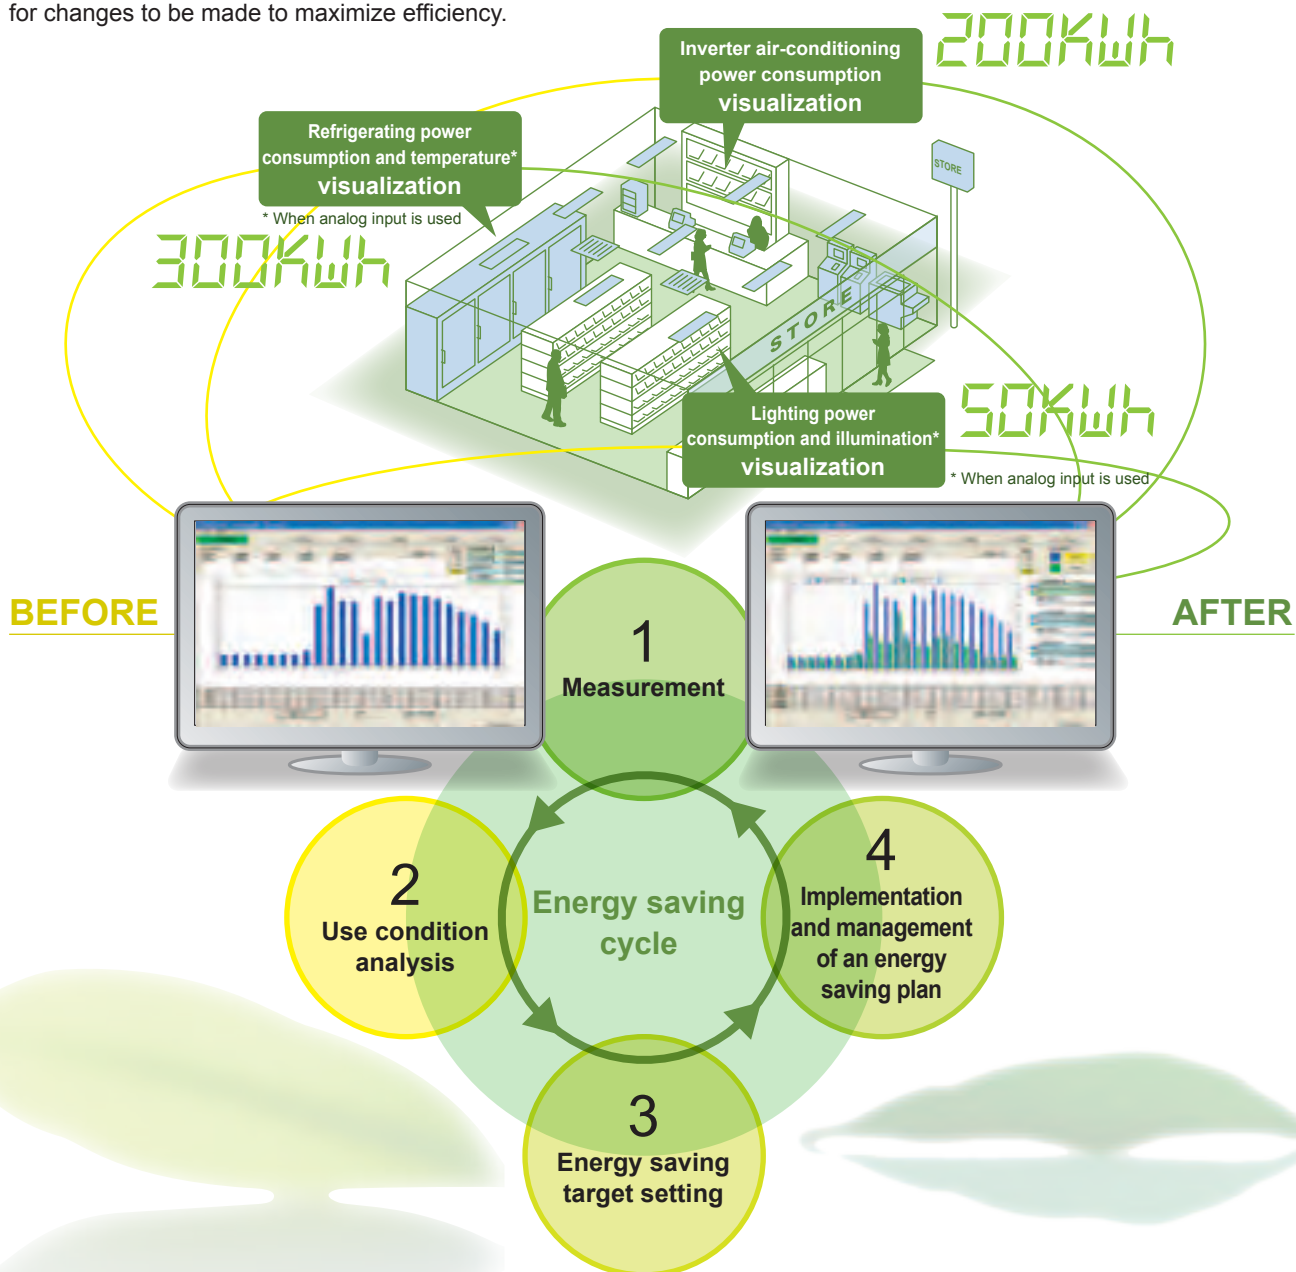 for changes to be made to maximize efficiency.
200KWh
Inverter air-conditioning
power consumption
visualization
Refrigerating power
consumption and temperature*
visualization
* When analog input is used
300KWh
STORE
STORE
50KWh
Lighting power
consumption and illumination*
visualization
* When analog input is used
BEFORE
AFTER
1
Measurement
2
Use condition
analysis
Energy saving
cycle
4
Implementation
and management
of an energy
saving plan
3
Energy saving
target setting